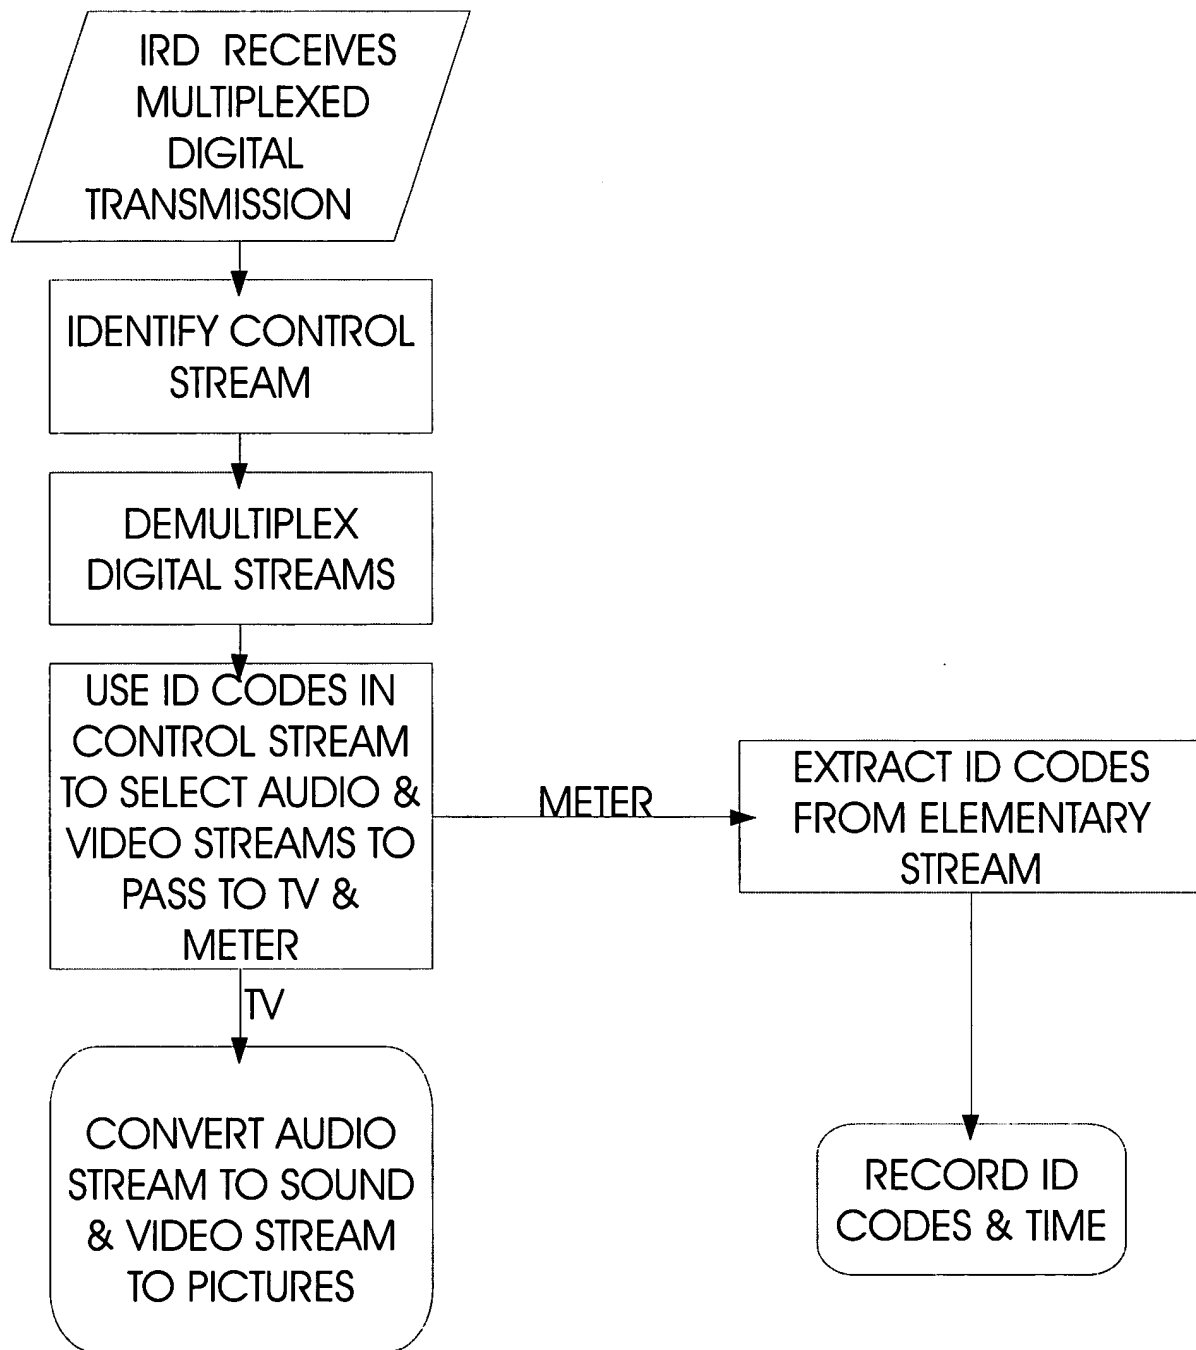 IRD RECEIVES
MULTIPLEXED
DIGITAL
TRANSMISSION
IDENTIFY CONTROL
STREAM
DEMULTIPLEX
DIGITAL STREAMS
USE ID CODES IN
CONTROL STREAM
TO SELECT AUDIO &
VIDEO STREAMS TO
PASS TO TV &
METER
METER
EXTRACT ID CODES
FROM ELEMENTARY
STREAM
TV
CONVERT AUDIO
STREAM TO SOUND
& VIDEO STREAM
TO PICTURES
RECORD ID
CODES & TIME